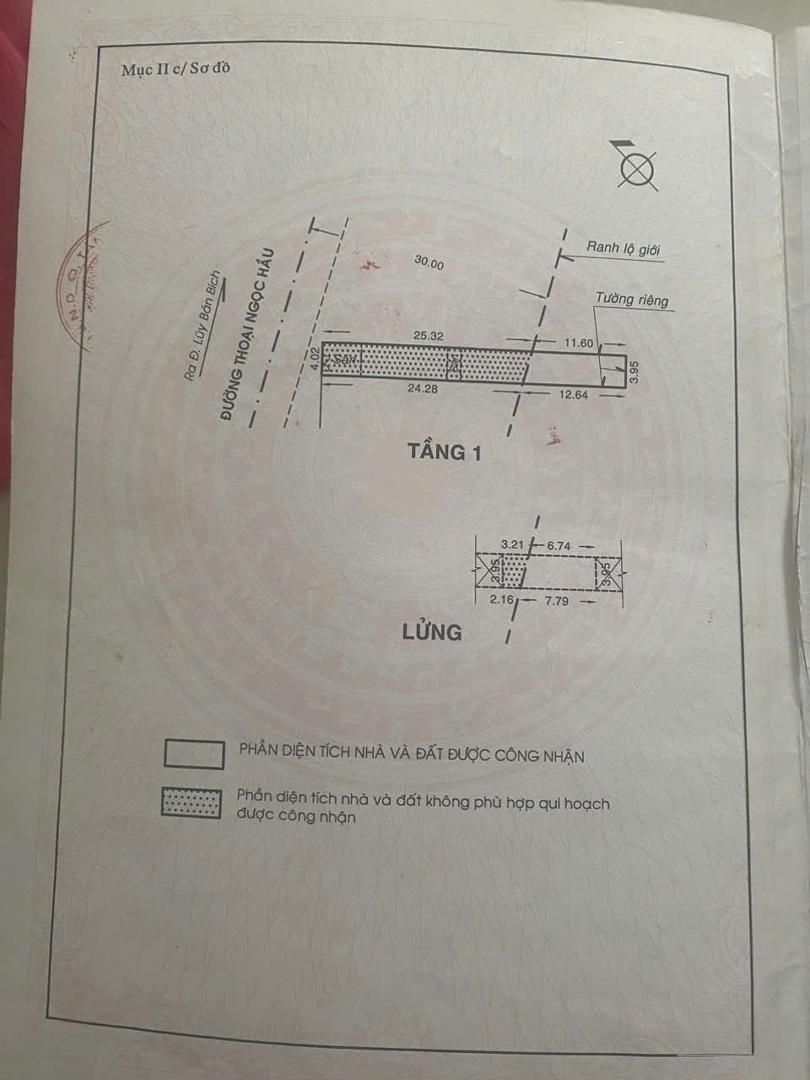 Mục II c/ Sơ đồ
Ranh lộ giới
30.00
Tường riêng
N.D Q.T
Ra Đ. Lũy Bán Bích
ĐƯỜNG THOẠI NGỌC HẦU
25.32
11.60
4.02
Sân
3.95
24.28
12.64
TẦNG 1
3.21
6.74
3.95
3.95
2.16
7.79
LỬNG
PHẦN DIỆN TÍCH NHÀ VÀ ĐẤT ĐƯỢC CÔNG NHẬN
Phần diện tích nhà và đất không phù hợp qui hoạch
được công nhận